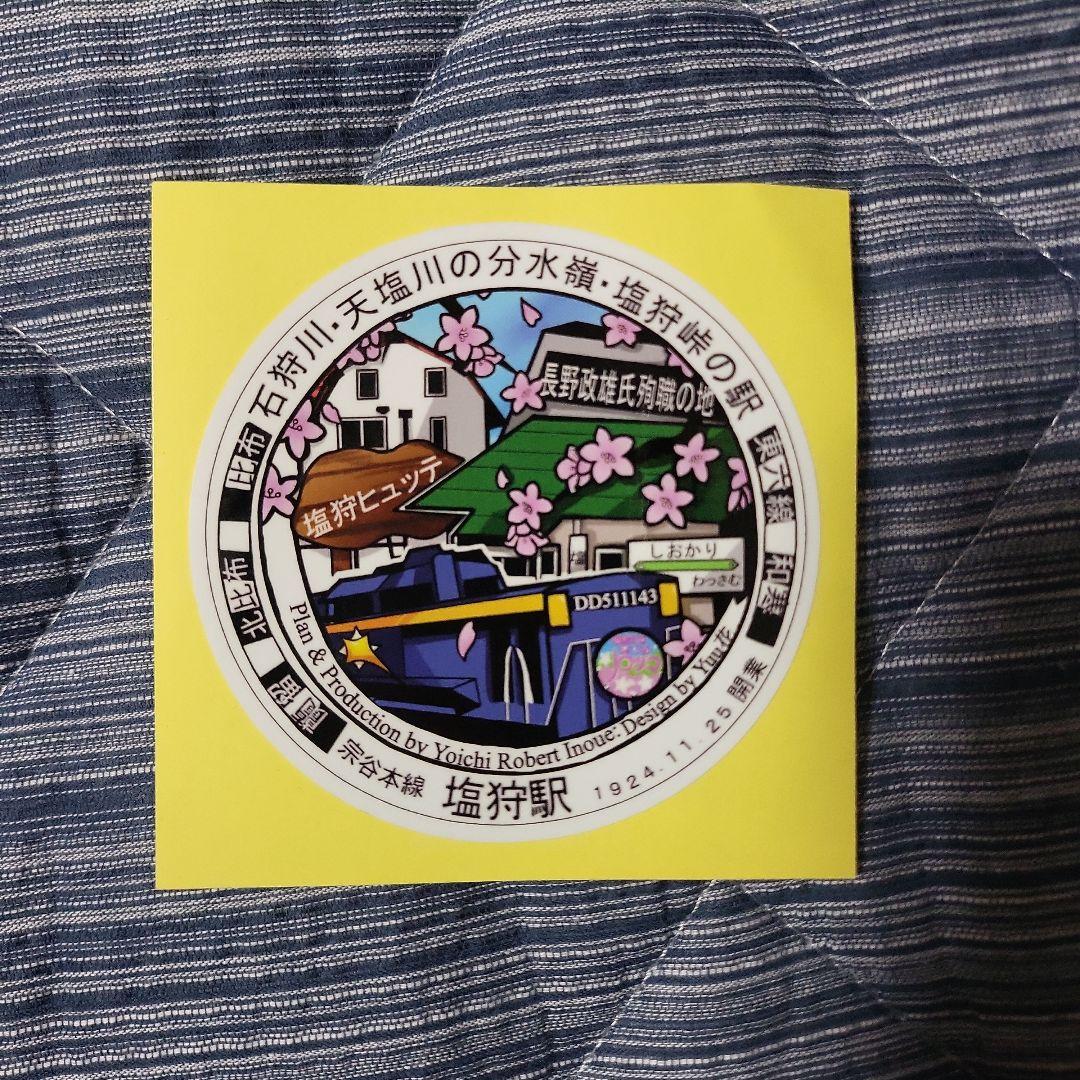 石狩川・天塩川の分水嶺・塩狩峠の駅
比布
北比布
蘭留
東六線
和寒
長野政雄氏殉職の地
塩狩ヒュッテ
塩
しおかり
わっさむ
DD511143
Plan & Production by Yoichi Robert Inoue: Design by Yuu花
宗谷本線 塩狩駅 1924.11.25開業